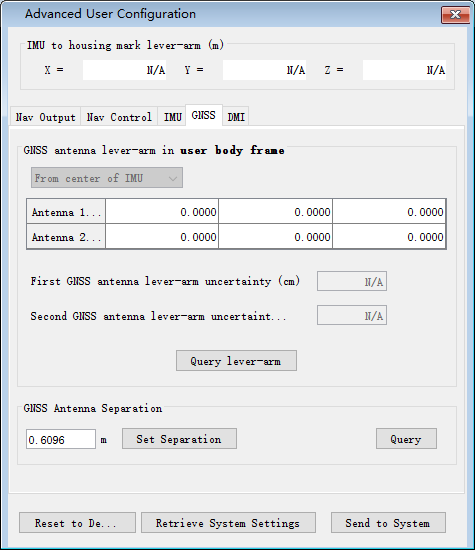 Advanced User Configuration
IMU to housing mark lever-arm (m)
X = N/A Y = N/A Z = N/A
Nav Output Nav Control IMU GNSS DMI
GNSS antenna lever-arm in user body frame
From center of IMU
Antenna 1... 0.0000 0.0000 0.0000
Antenna 2... 0.0000 0.0000 0.0000
First GNSS antenna lever-arm uncertainty (cm) N/A
Second GNSS antenna lever-arm uncertaint... N/A
Query lever-arm
GNSS Antenna Separation
0.6096 m Set Separation Query
Reset to De... Retrieve System Settings Send to System